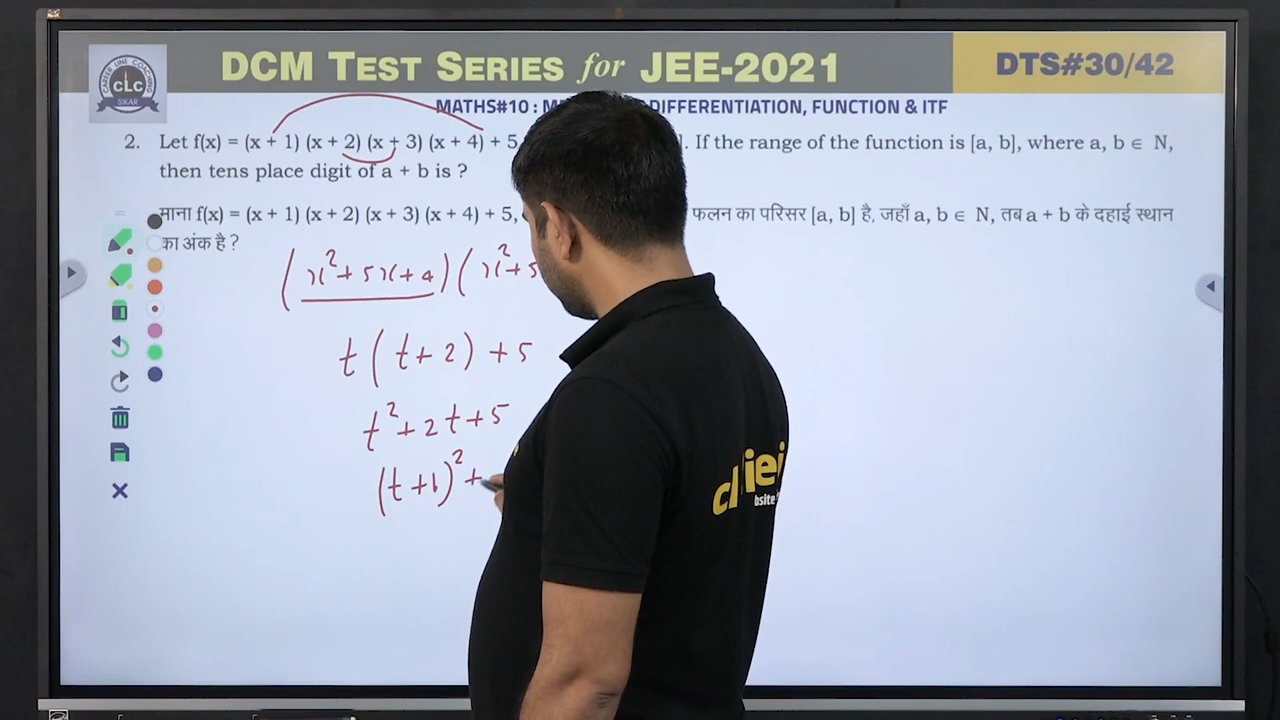 DCM TEST SERIES for JEE-2021
DTS#30/42
CAREER LINE COACHING
CLC
SIKAR
MATHS#10 : DIFFERENTIATION, FUNCTION & ITF
2. Let f(x) = (x + 1) (x + 2) (x + 3) (x + 4) + 5 ]. If the range of the function is [a, b], where a, b ∈ N,
then tens place digit of a + b is ?
माना f(x) = (x + 1) (x + 2) (x + 3) (x + 4) + 5, फलन का परिसर [a, b] है, जहाँ a, b ∈ N, तब a + b के दहाई स्थान
का अंक है ?
(x²+5x+4)(x²+5
t(t+2)+5
t²+2t+5
(t+1)²+